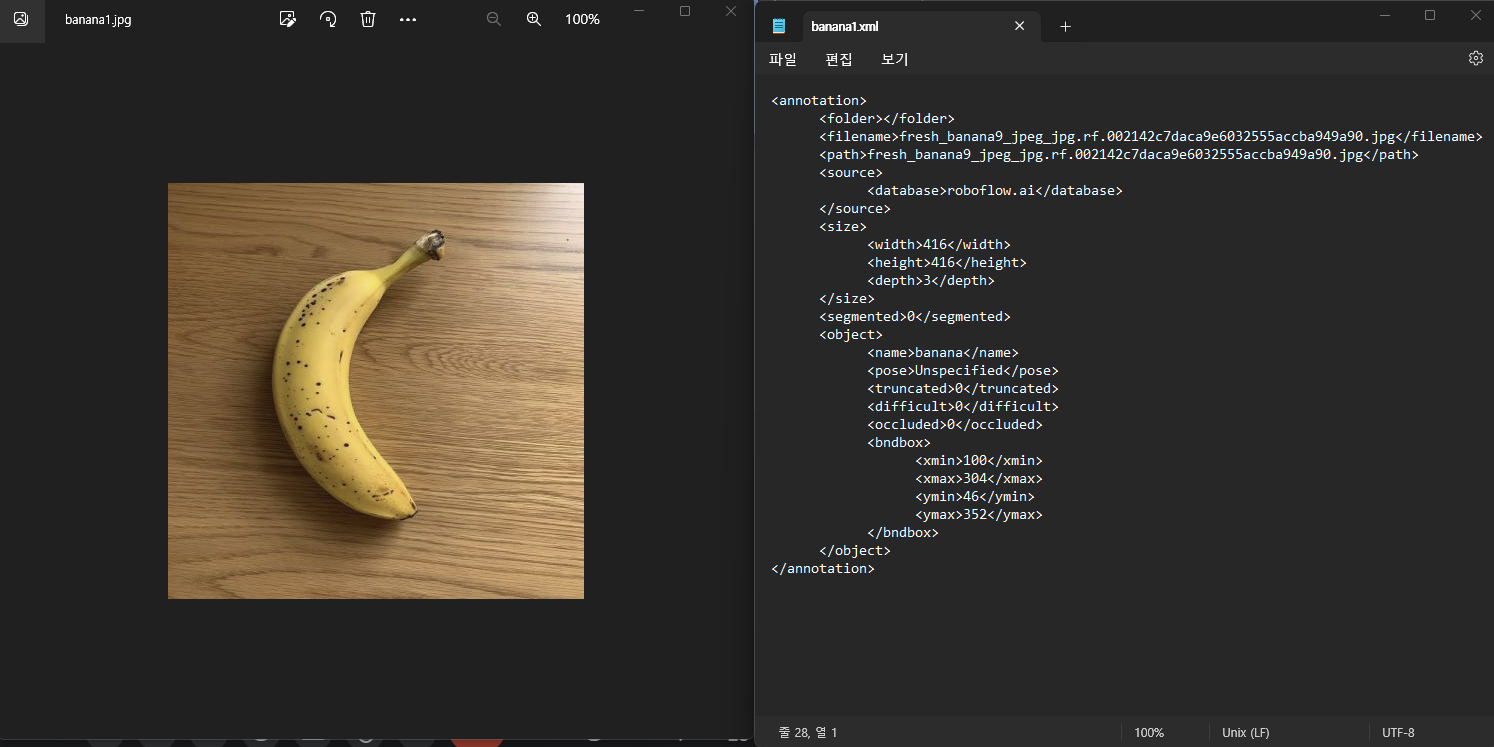 banana1.jpg
100%
banana1.xml
파일 편집 보기
<annotation>
<folder></folder>
<filename>fresh_banana9_jpeg_jpg.rf.002142c7daca9e6032555accba949a90.jpg</filename>
<path>fresh_banana9_jpeg_jpg.rf.002142c7daca9e6032555accba949a90.jpg</path>
<source>
<database>roboflow.ai</database>
</source>
<size>
<width>416</width>
<height>416</height>
<depth>3</depth>
</size>
<segmented>0</segmented>
<object>
<name>banana</name>
<pose>Unspecified</pose>
<truncated>0</truncated>
<difficult>0</difficult>
<occluded>0</occluded>
<bndbox>
<xmin>100</xmin>
<xmax>304</xmax>
<ymin>46</ymin>
<ymax>352</ymax>
</bndbox>
</object>
</annotation>
줄 28, 열 1
100%
Unix (LF)
UTF-8